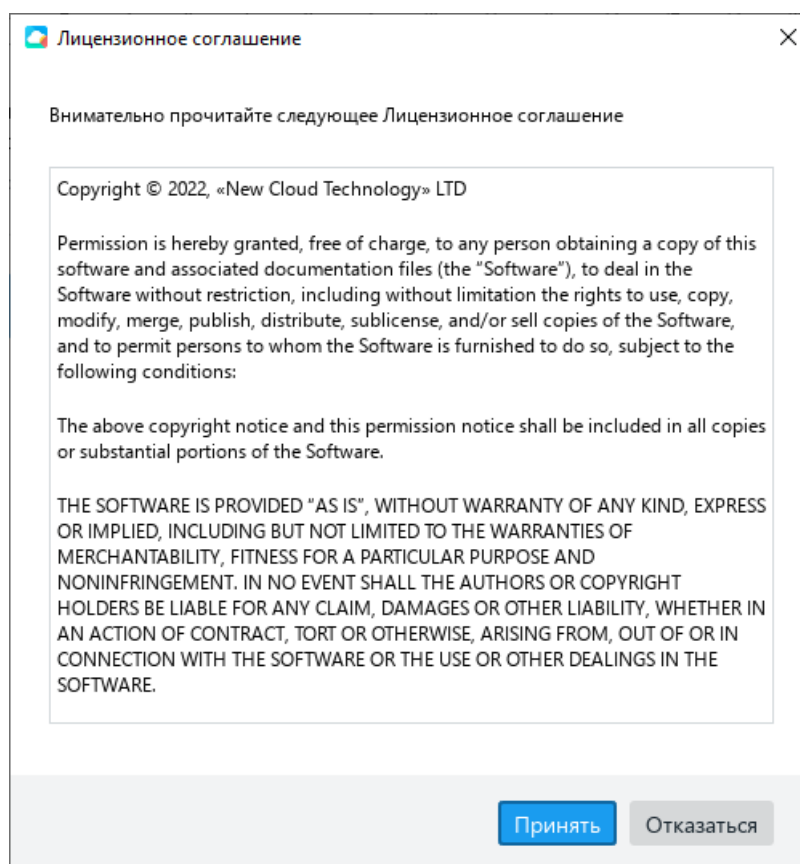 Лицензионное соглашение
Внимательно прочитайте следующее Лицензионное соглашение
Copyright © 2022, «New Cloud Technology» LTD
Permission is hereby granted, free of charge, to any person obtaining a copy of this
software and associated documentation files (the “Software”), to deal in the
Software without restriction, including without limitation the rights to use, copy,
modify, merge, publish, distribute, sublicense, and/or sell copies of the Software,
and to permit persons to whom the Software is furnished to do so, subject to the
following conditions:
The above copyright notice and this permission notice shall be included in all copies
or substantial portions of the Software.
THE SOFTWARE IS PROVIDED “AS IS”, WITHOUT WARRANTY OF ANY KIND, EXPRESS
OR IMPLIED, INCLUDING BUT NOT LIMITED TO THE WARRANTIES OF
MERCHANTABILITY, FITNESS FOR A PARTICULAR PURPOSE AND
NONINFRINGEMENT. IN NO EVENT SHALL THE AUTHORS OR COPYRIGHT
HOLDERS BE LIABLE FOR ANY CLAIM, DAMAGES OR OTHER LIABILITY, WHETHER IN
AN ACTION OF CONTRACT, TORT OR OTHERWISE, ARISING FROM, OUT OF OR IN
CONNECTION WITH THE SOFTWARE OR THE USE OR OTHER DEALINGS IN THE
SOFTWARE.
Принять Отказаться